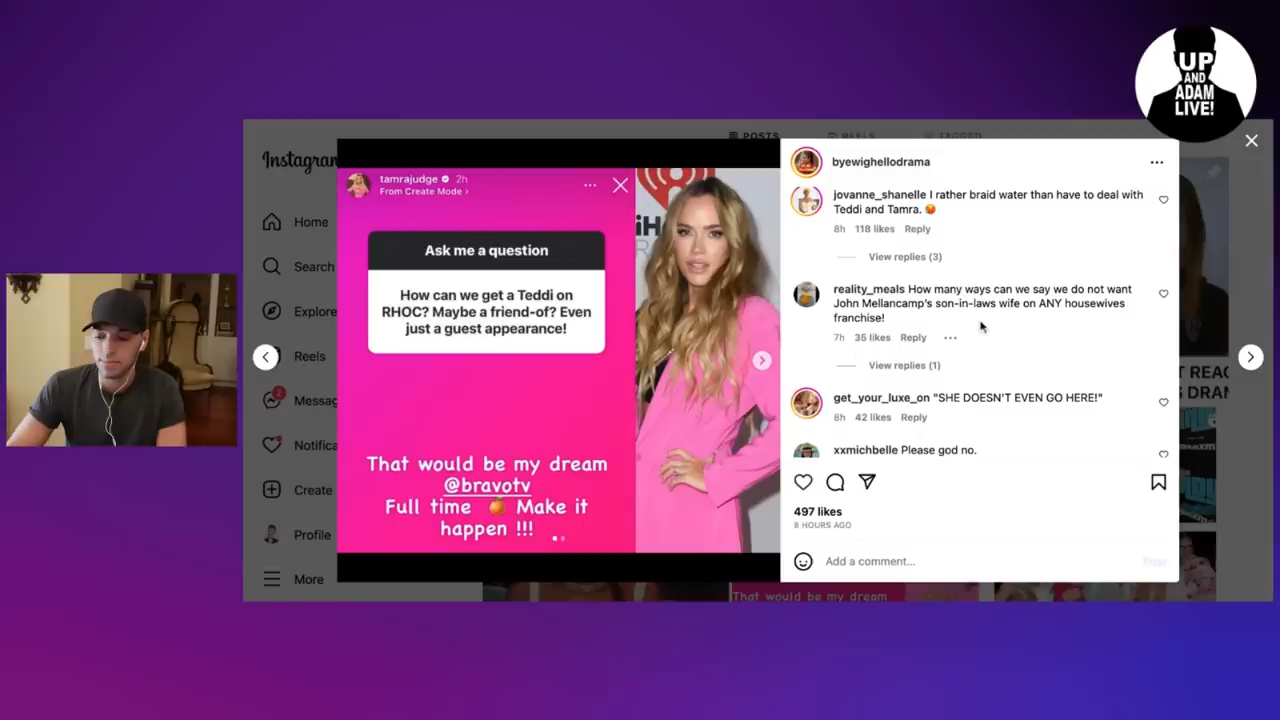 UP
AND
ADAM
LIVE!
Instagram
POSTS
TAGGED
Home
Search
Explore
Reels
Messag
2
Notifica
Create
Profile
More
tamrajudge 2h
From Create Mode >
Ask me a question
How can we get a Teddi on
RHOC? Maybe a friend-of? Even
just a guest appearance!
That would be my dream
@bravotv
Full time 🍊 Make it
happen !!!
byewighellodrama
jovanne_shanelle I rather braid water than have to deal with
Teddi and Tamra. 🥵
8h 118 likes Reply
View replies (3)
reality_meals How many ways can we say we do not want
John Mellancamp's son-in-laws wife on ANY housewives
franchise!
7h 35 likes Reply
View replies (1)
get_your_luxe_on "SHE DOESN'T EVEN GO HERE!"
8h 42 likes Reply
xxmichbelle Please god no.
497 likes
8 HOURS AGO
Add a comment...
Post
That would be my dream